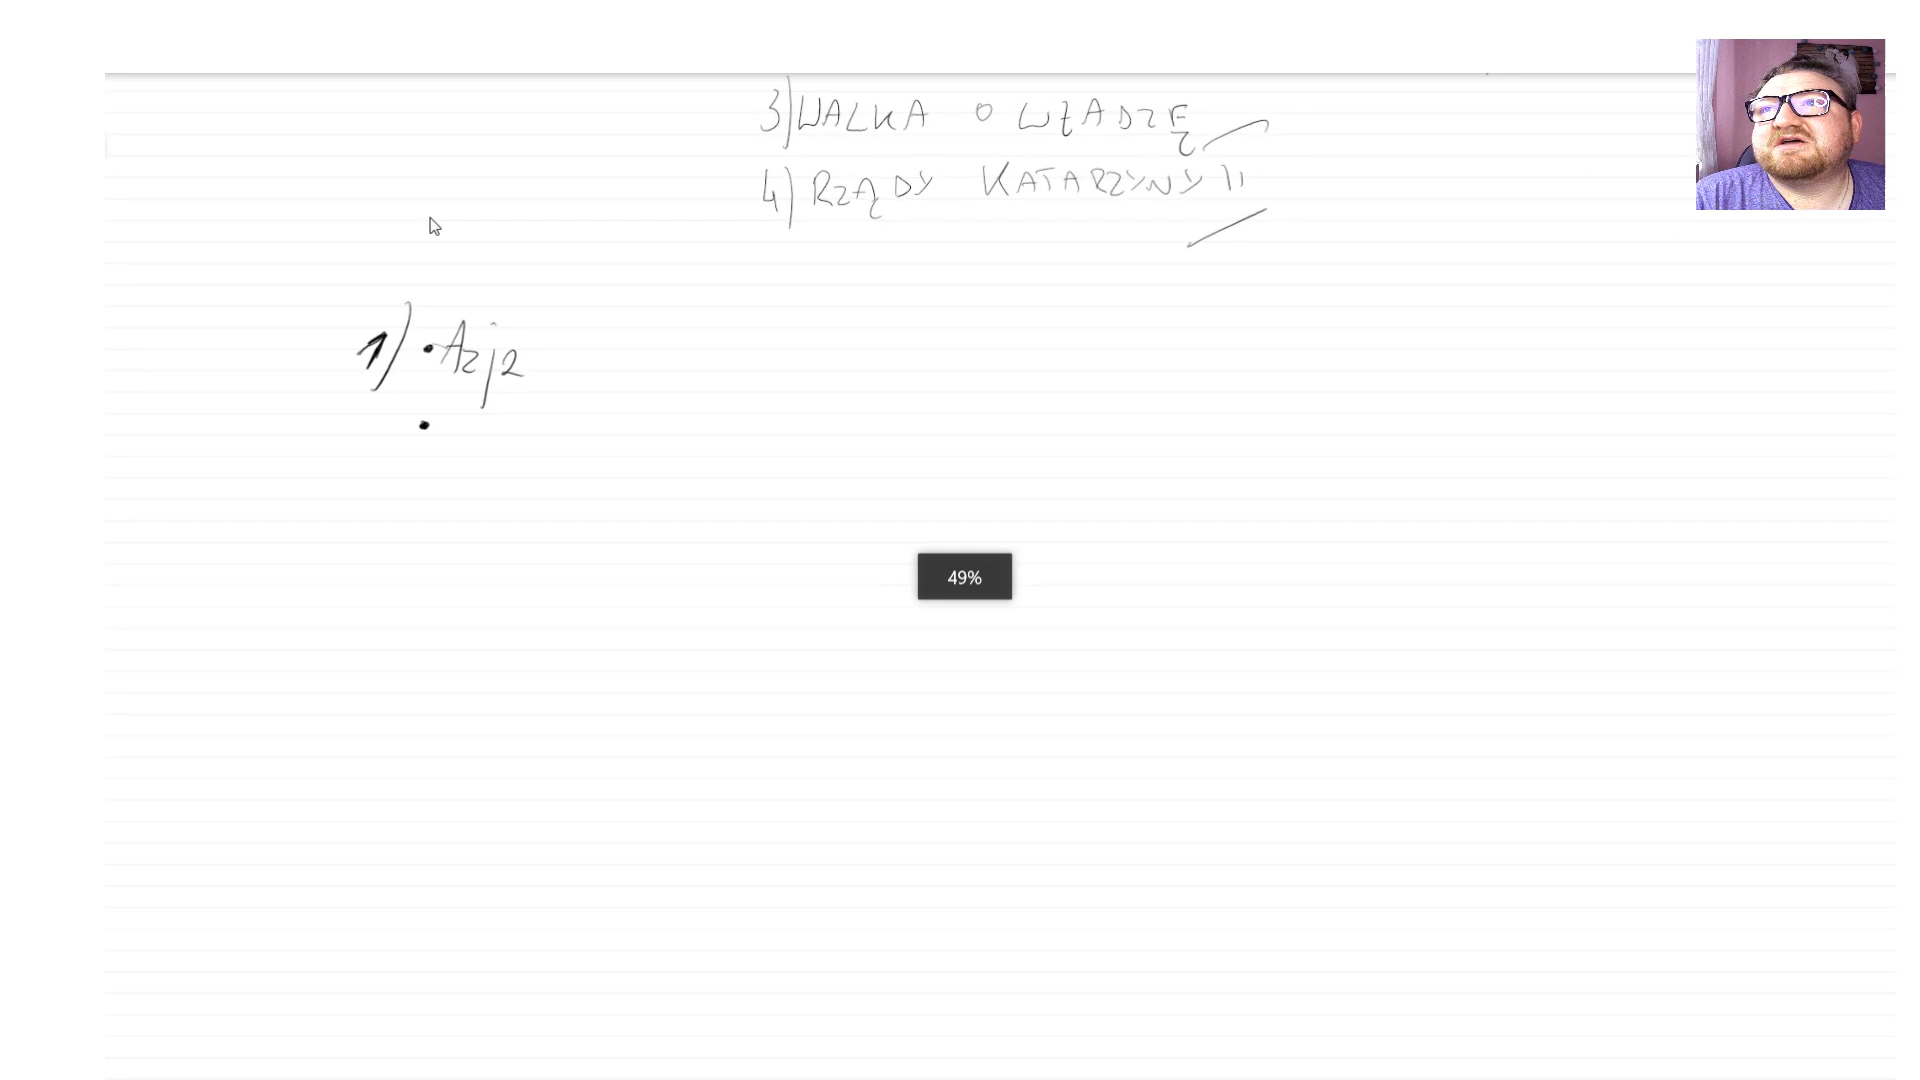 3) WALKA O WŁADZĘ
4) RZĄDY KATARZYNY II
1) • Azja
•
49%